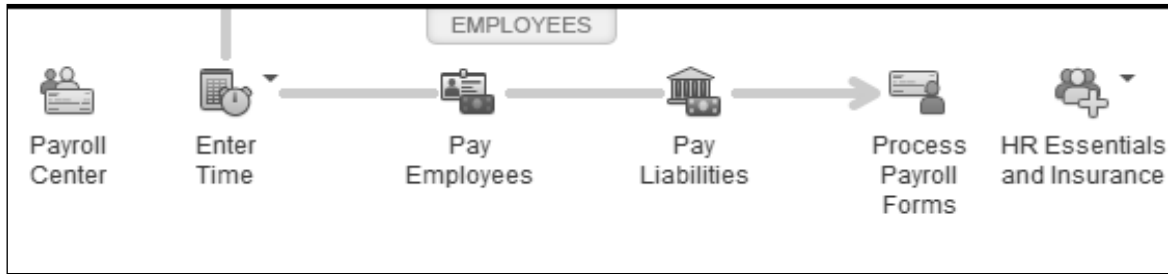 EMPLOYEES
Payroll
Center
Enter
Time
Pay
Employees
Pay
Liabilities
Process
Payroll
Forms
HR Essentials
and Insurance